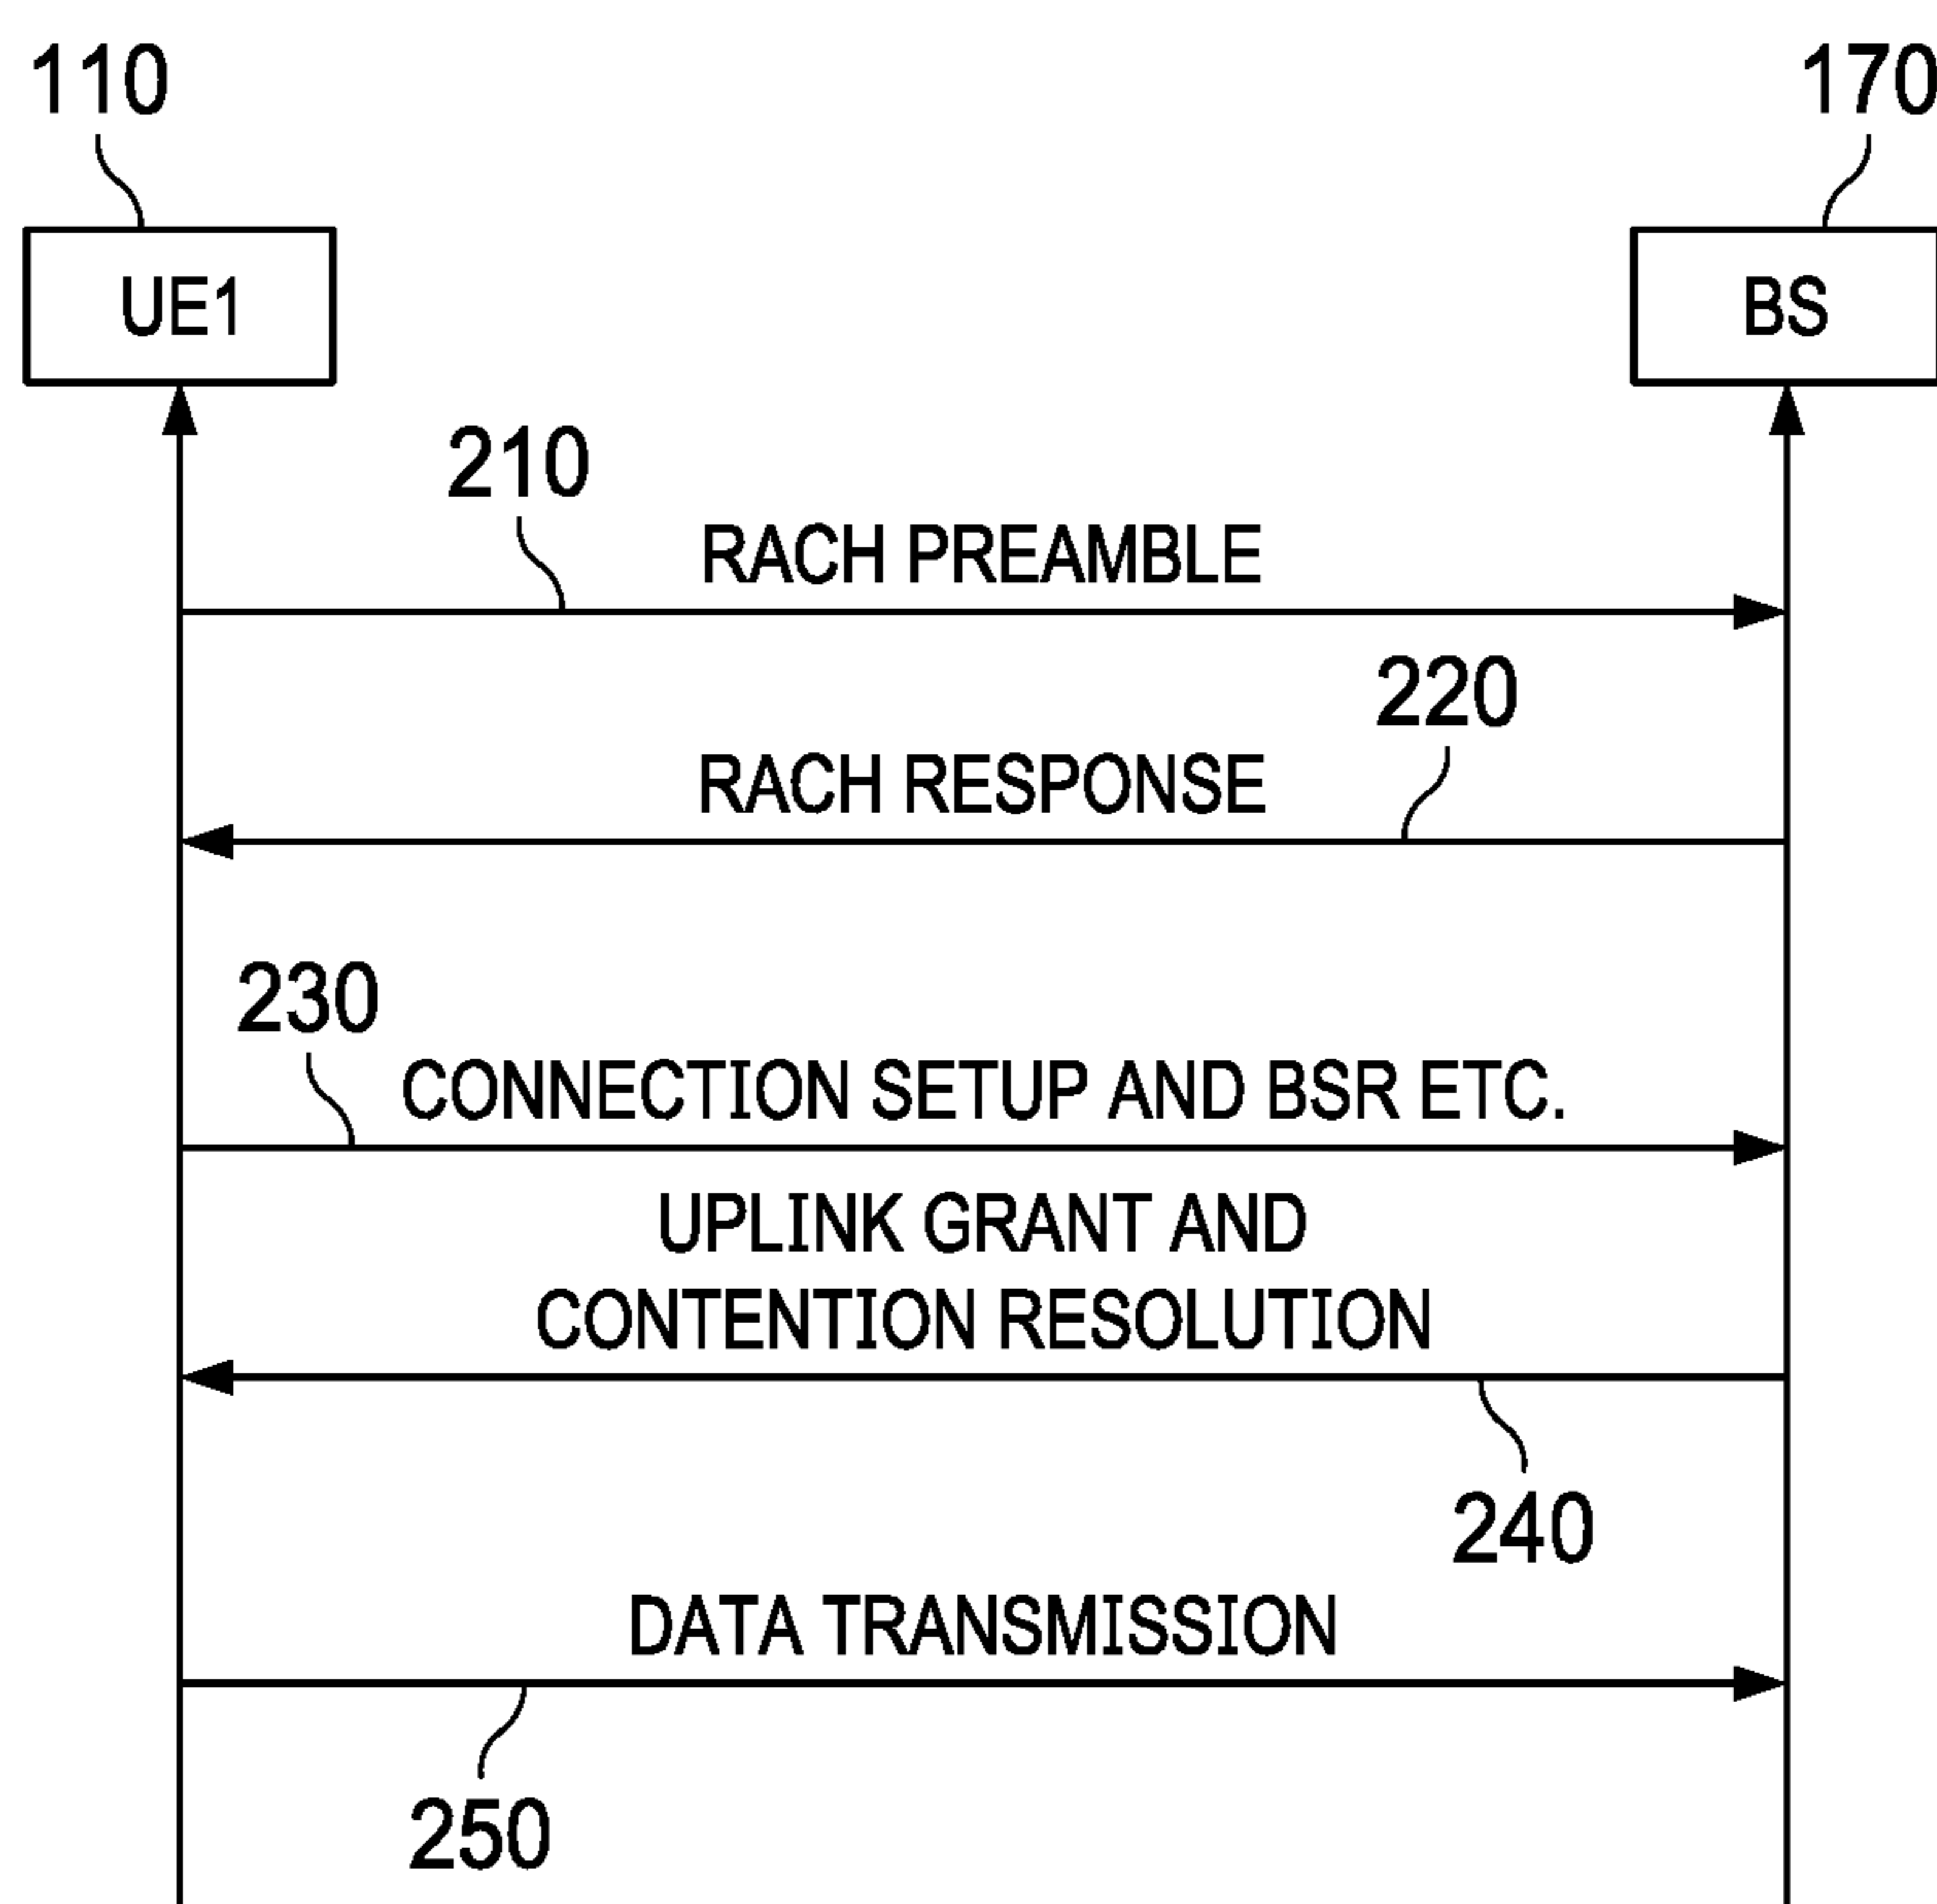 110
170
UE1
BS
210
RACH PREAMBLE
220
RACH RESPONSE
230
CONNECTION SETUP AND BSR ETC.
UPLINK GRANT AND
CONTENTION RESOLUTION
240
DATA TRANSMISSION
250